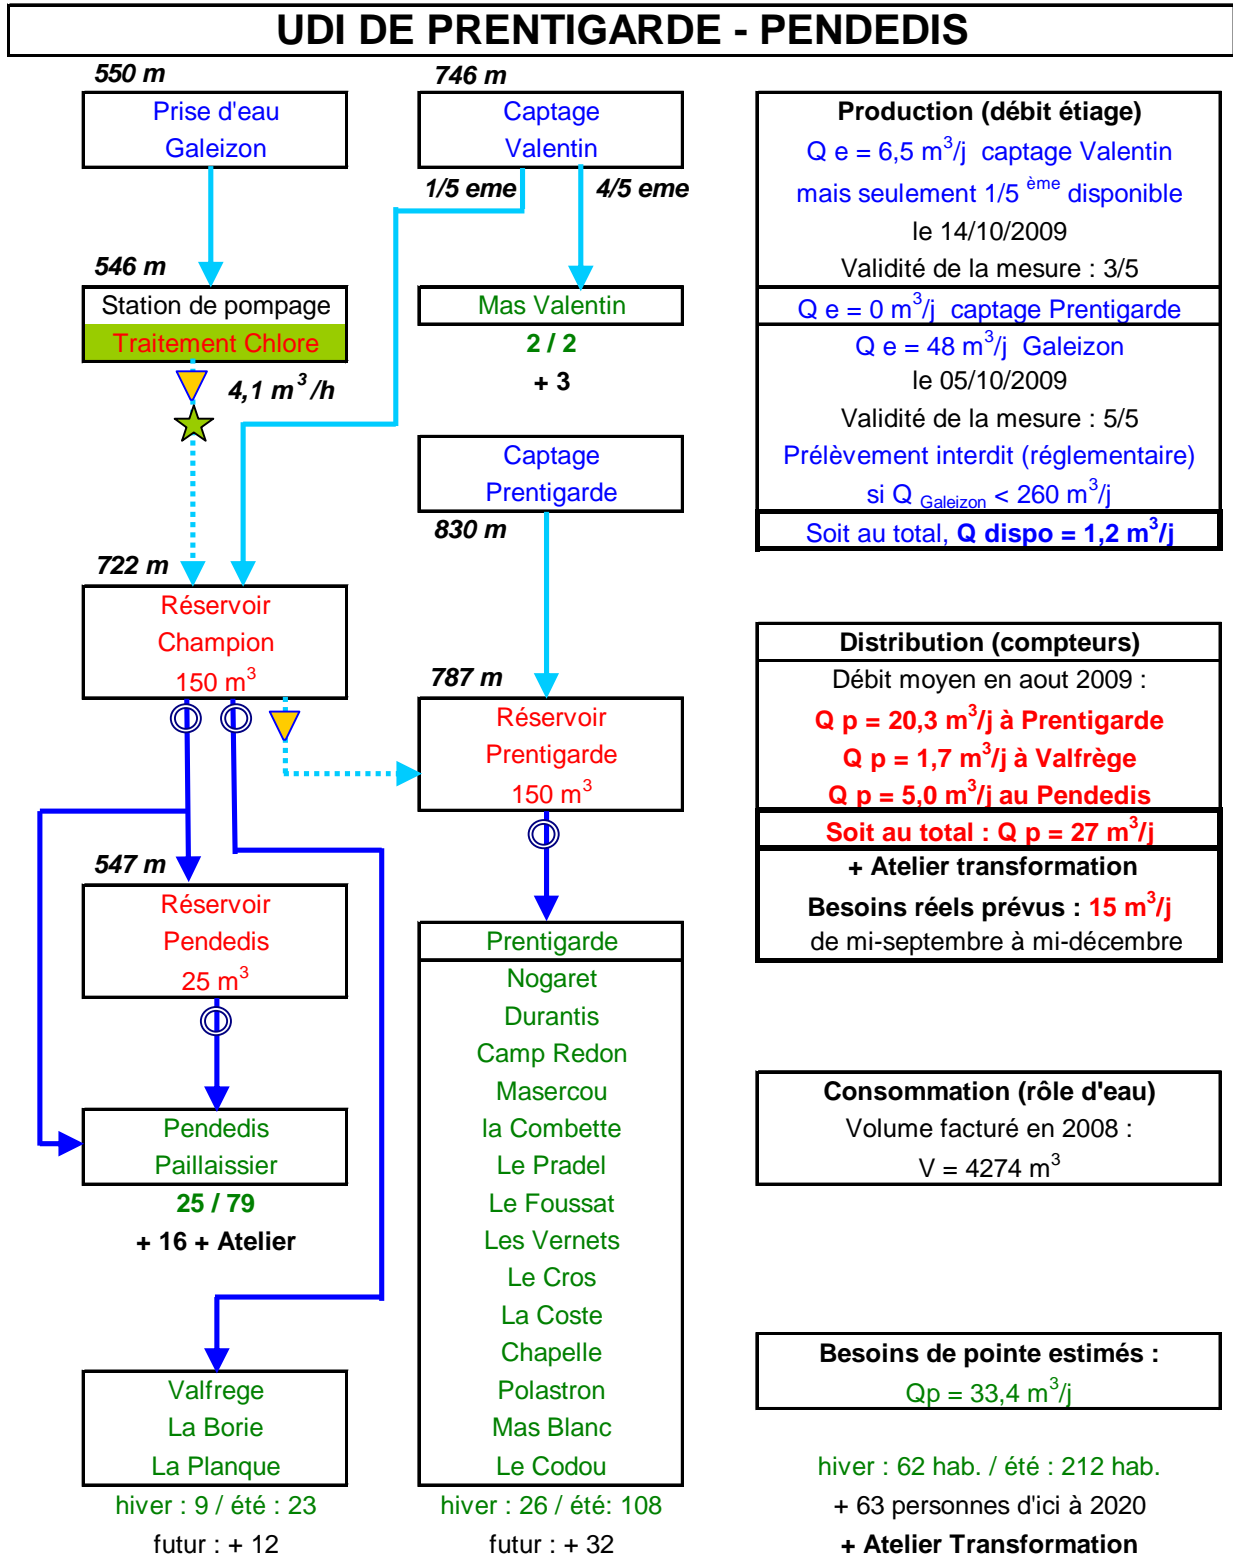 UDI DE PRENTIGARDE - PENDEDIS
550 m
Prise d'eau
Galeizon
746 m
Captage
Valentin
1/5 eme
4/5 eme
546 m
Station de pompage
Traitement Chlore
4,1 m³/h
Mas Valentin
2 / 2
+ 3
Captage
Prentigarde
830 m
722 m
Réservoir
Champion
150 m³
787 m
Réservoir
Prentigarde
150 m³
547 m
Réservoir
Pendedis
25 m³
Pendedis
Paillaissier
25 / 79
+ 16 + Atelier
Valfrege
La Borie
La Planque
hiver : 9 / été : 23
futur : + 12
Prentigarde
Nogaret
Durantis
Camp Redon
Masercou
la Combette
Le Pradel
Le Foussat
Les Vernets
Le Cros
La Coste
Chapelle
Polastron
Mas Blanc
Le Codou
hiver : 26 / été: 108
futur : + 32
Production (débit étiage)
Q e = 6,5 m³/j captage Valentin
mais seulement 1/5 ème disponible
le 14/10/2009
Validité de la mesure : 3/5
Q e = 0 m³/j captage Prentigarde
Q e = 48 m³/j Galeizon
le 05/10/2009
Validité de la mesure : 5/5
Prélèvement interdit (réglementaire)
si Q Galeizon < 260 m³/j
Soit au total, Q dispo = 1,2 m³/j
Distribution (compteurs)
Débit moyen en aout 2009 :
Q p = 20,3 m³/j à Prentigarde
Q p = 1,7 m³/j à Valfrège
Q p = 5,0 m³/j au Pendedis
Soit au total : Q p = 27 m³/j
+ Atelier transformation
Besoins réels prévus : 15 m³/j
de mi-septembre à mi-décembre
Consommation (rôle d'eau)
Volume facturé en 2008 :
V = 4274 m³
Besoins de pointe estimés :
Qp = 33,4 m³/j
hiver : 62 hab. / été : 212 hab.
+ 63 personnes d'ici à 2020
+ Atelier Transformation